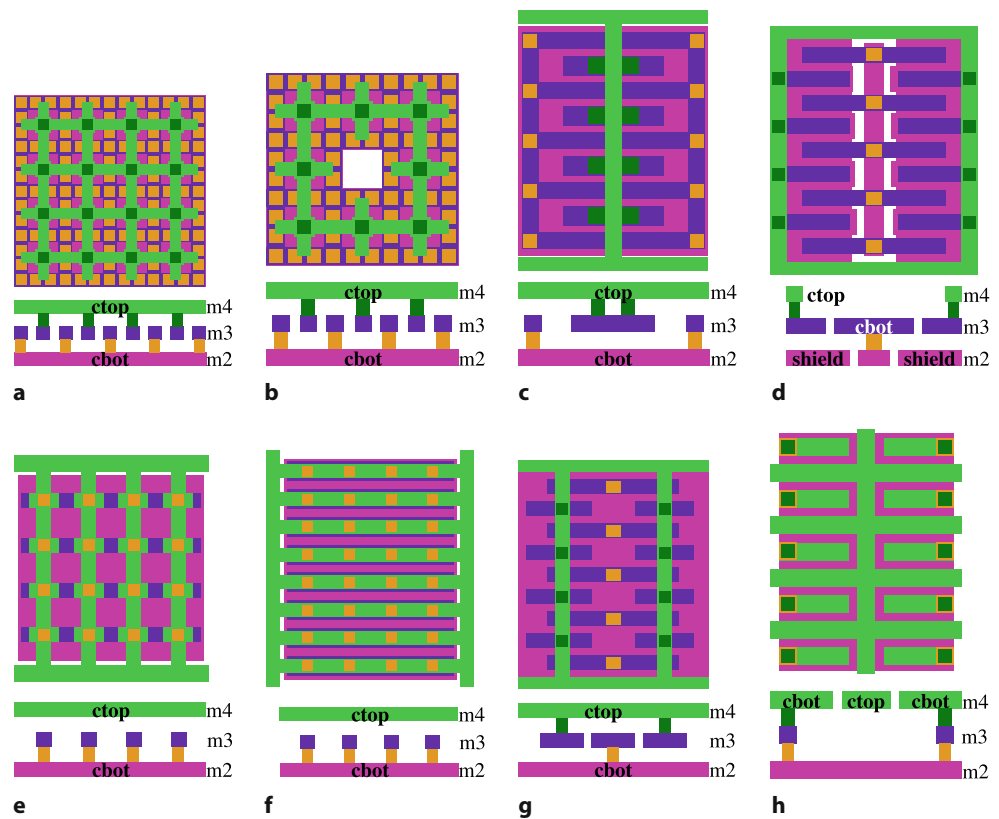 ctop m4
m3
cbot m2
a
ctop m4
m3
cbot m2
b
ctop m4
m3
cbot m2
c
ctop m4
cbot m3
shield shield m2
d
ctop m4
m3
cbot m2
e
ctop m4
m3
cbot m2
f
ctop m4
m3
cbot m2
g
cbot ctop cbot m4
m3
m2
h